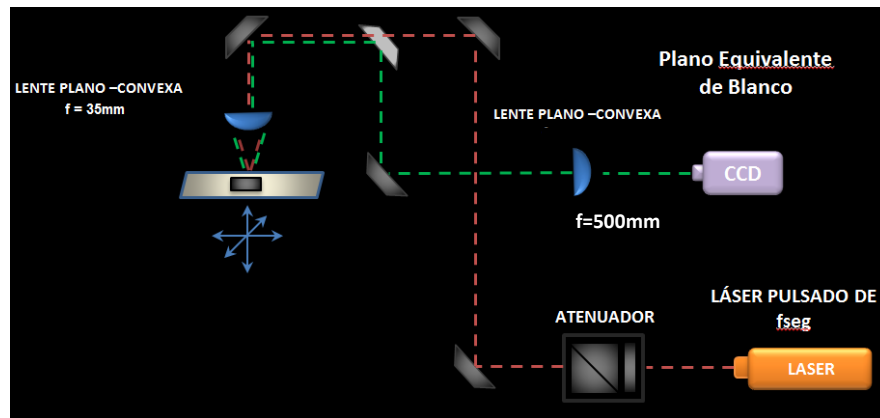 LENTE PLANO –CONVEXA
f = 35mm
Plano Equivalente
de Blanco
LENTE PLANO –CONVEXA
CCD
f=500mm
ATENUADOR
LÁSER PULSADO DE
fseg
LASER